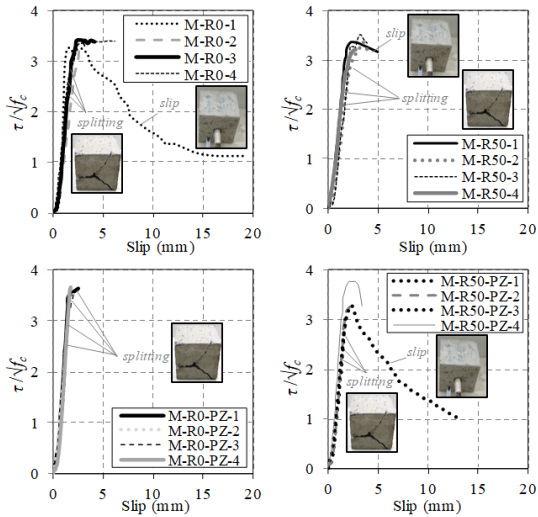 4
3
2
1
0
τ/√fc
0 5 10 15 20
Slip (mm)
M-R0-1
M-R0-2
M-R0-3
M-R0-4
slip
splitting
4
3
2
1
0
τ/√fc
0 5 10 15 20
Slip (mm)
slip
splitting
M-R50-1
M-R50-2
M-R50-3
M-R50-4
4
3
2
1
0
τ/√fc
0 5 10 15 20
Slip (mm)
splitting
M-R0-PZ-1
M-R0-PZ-2
M-R0-PZ-3
M-R0-PZ-4
4
3
2
1
0
τ/√fc
0 5 10 15 20
Slip (mm)
M-R50-PZ-1
M-R50-PZ-2
M-R50-PZ-3
M-R50-PZ-4
slip
splitting